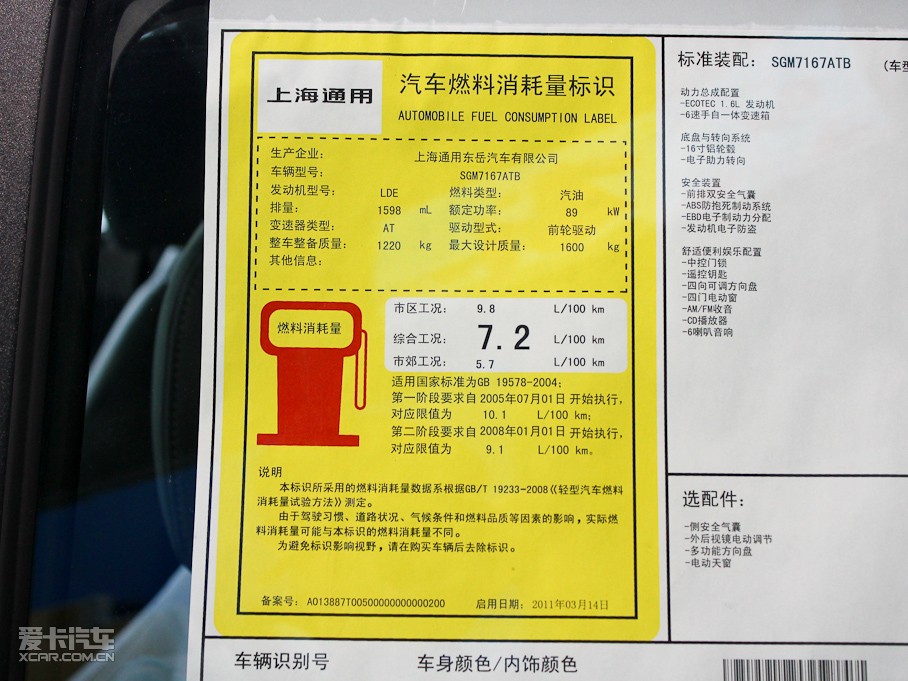 上海通用
汽车燃料消耗量标识
AUTOMOBILE FUEL CONSUMPTION LABEL
生产企业： 上海通用东岳汽车有限公司
车辆型号： SGM7167ATB
发动机型号： LDE 燃料类型： 汽油
排量： 1598 mL 额定功率： 89 kW
变速器类型： AT 驱动型式： 前轮驱动
整车整备质量： 1220 kg 最大设计质量： 1600 kg
其他信息：
燃料消耗量
市区工况： 9.8 L/100 km
综合工况： 7.2 L/100 km
市郊工况： 5.7 L/100 km
适用国家标准为GB 19578-2004;
第一阶段要求自 2005年07月01日 开始执行，
对应限值为 10.1 L/100 km;
第二阶段要求自 2008年01月01日 开始执行，
对应限值为 9.1 L/100 km。
说明
本标识所采用的燃料消耗量数据系根据GB/T 19233-2008《轻型汽车燃料
消耗量试验方法》测定。
由于驾驶习惯、道路状况、气候条件和燃料品质等因素的影响，实际燃
料消耗量可能与本标识的燃料消耗量不同。
为避免标识影响视野，请在购买车辆后去除标识。
备案号： A013887T00500000000000200 启用日期： 2011年03月14日
标准装配： SGM7167ATB (车型
动力总成配置
-ECOTEC 1.6L 发动机
-6速手自一体变速箱
底盘与转向系统
-16寸铝轮毂
-电子助力转向
安全装置
-前排双安全气囊
-ABS防抱死制动系统
-EBD电子制动力分配
-发动机电子防盗
舒适便利娱乐配置
-中控门锁
-遥控钥匙
-四向可调方向盘
-四门电动窗
-AM/FM收音
-CD播放器
-6喇叭音响
选配件：
-侧安全气囊
-外后视镜电动调节
-多功能方向盘
-电动天窗
车辆识别号 车身颜色/内饰颜色
爱卡汽车
XCAR.COM.CN